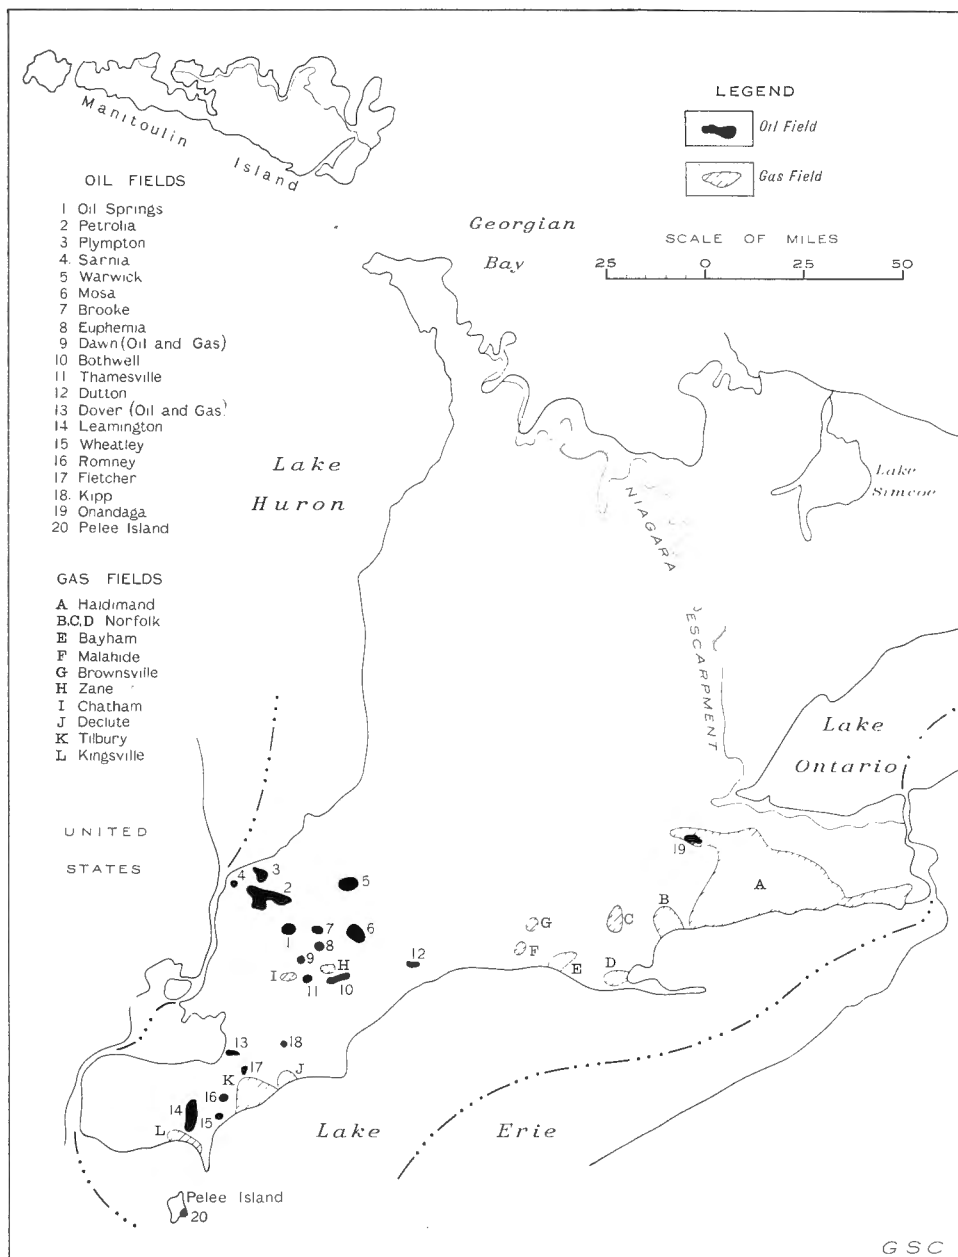 Manitoulin
Island
LEGEND
Oil Field
Gas Field
SCALE OF MILES
25 0 25 50
Georgian
Bay
OIL FIELDS
1 Oil Springs
2 Petrolia
3 Plympton
4. Sarnia
5 Warwick
6 Mosa
7 Brooke
8 Euphemia
9 Dawn (Oil and Gas)
10 Bothwell
11 Thamesville
12 Dutton
13 Dover (Oil and Gas)
14 Leamington
15 Wheatley
16 Romney
17 Fletcher
18. Kipp
19 Onandaga
20 Pelee Island
GAS FIELDS
A Haldimand
B,C,D Norfolk
E Bayham
F Malahide
G Brownsville
H Zane
I Chatham
J Declute
K Tilbury
L Kingsville
Lake
Huron
Lake
Simcoe
NIAGARA
ESCARPMENT
Lake
Ontario
UNITED
STATES
4
3
2
5
19
A
1
7
6
8
9
H
I
11
10
12
G
F
E
C
B
D
13
18
17
K
J
16
14
15
L
Lake
Erie
Pelee Island
20
GSC